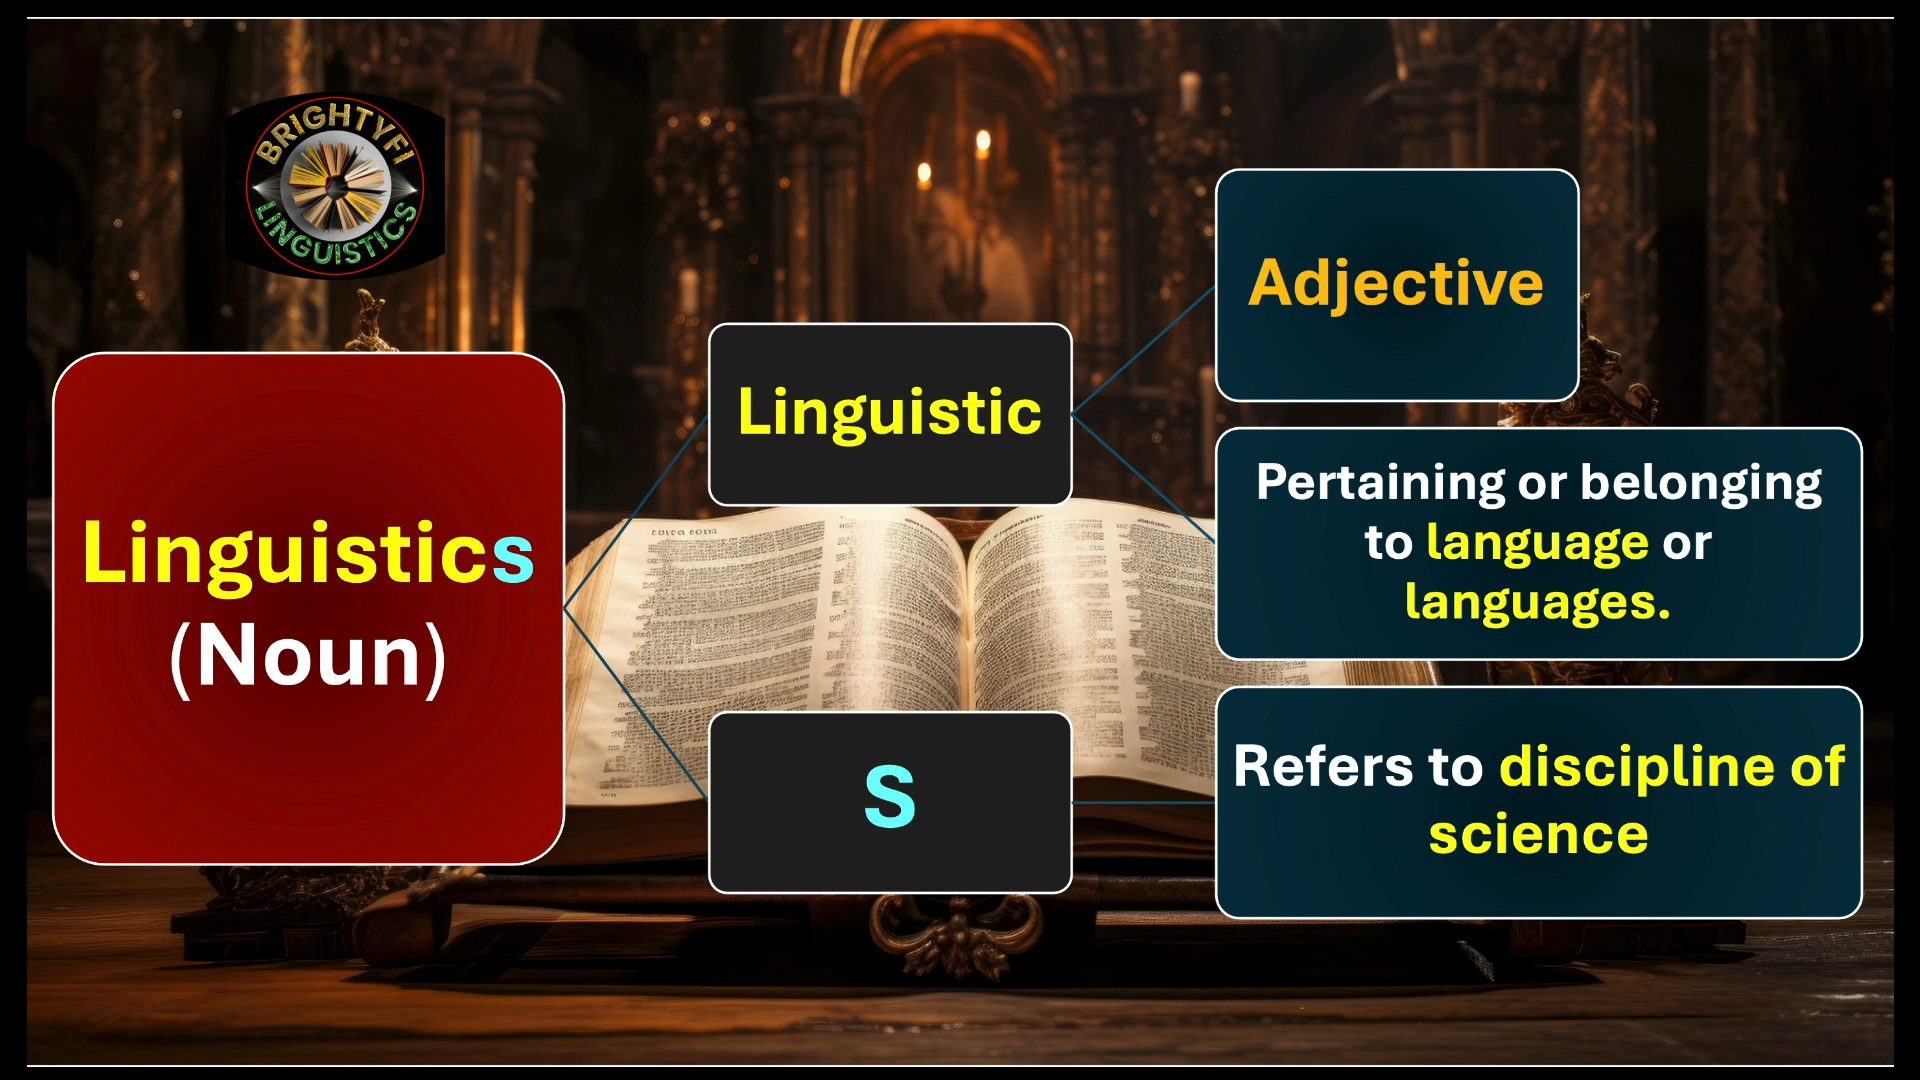 BRIGHTYFI
LINGUISTICS
Linguistics
(Noun)
Linguistic
S
Adjective
Pertaining or belonging
to language or
languages.
Refers to discipline of
science